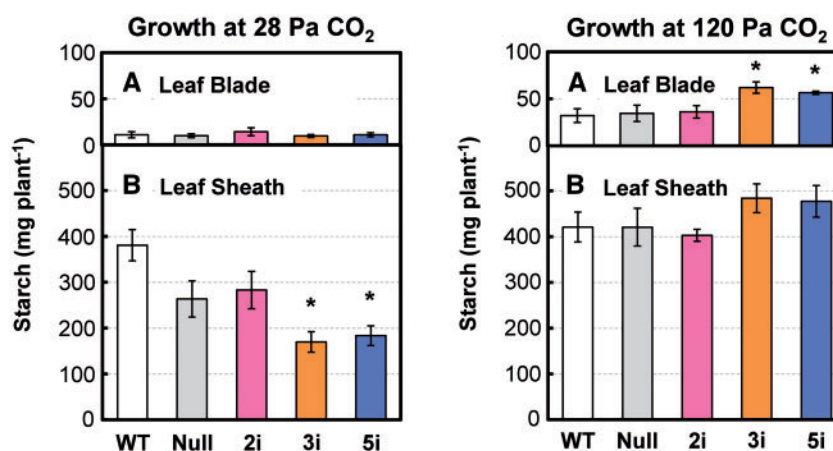 Growth at 28 Pa CO₂
100
50
0
A Leaf Blade
B Leaf Sheath
500
400
300
200
100
0
*
*
Starch (mg plant⁻¹)
WT Null 2i 3i 5i
Growth at 120 Pa CO₂
100
50
0
A Leaf Blade
*
*
B Leaf Sheath
500
400
300
200
100
0
Starch (mg plant⁻¹)
WT Null 2i 3i 5i